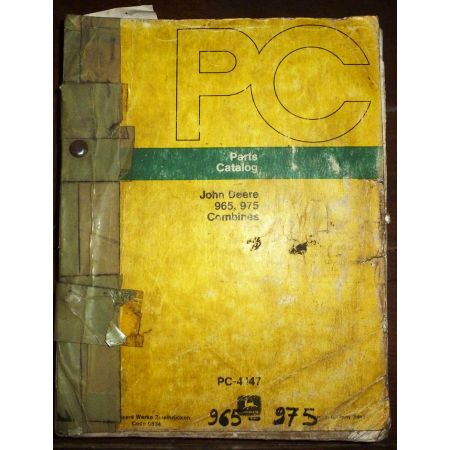 PC
Parts
Catalog
John Deere
965, 975
Combines
PC-4147
965 - 975